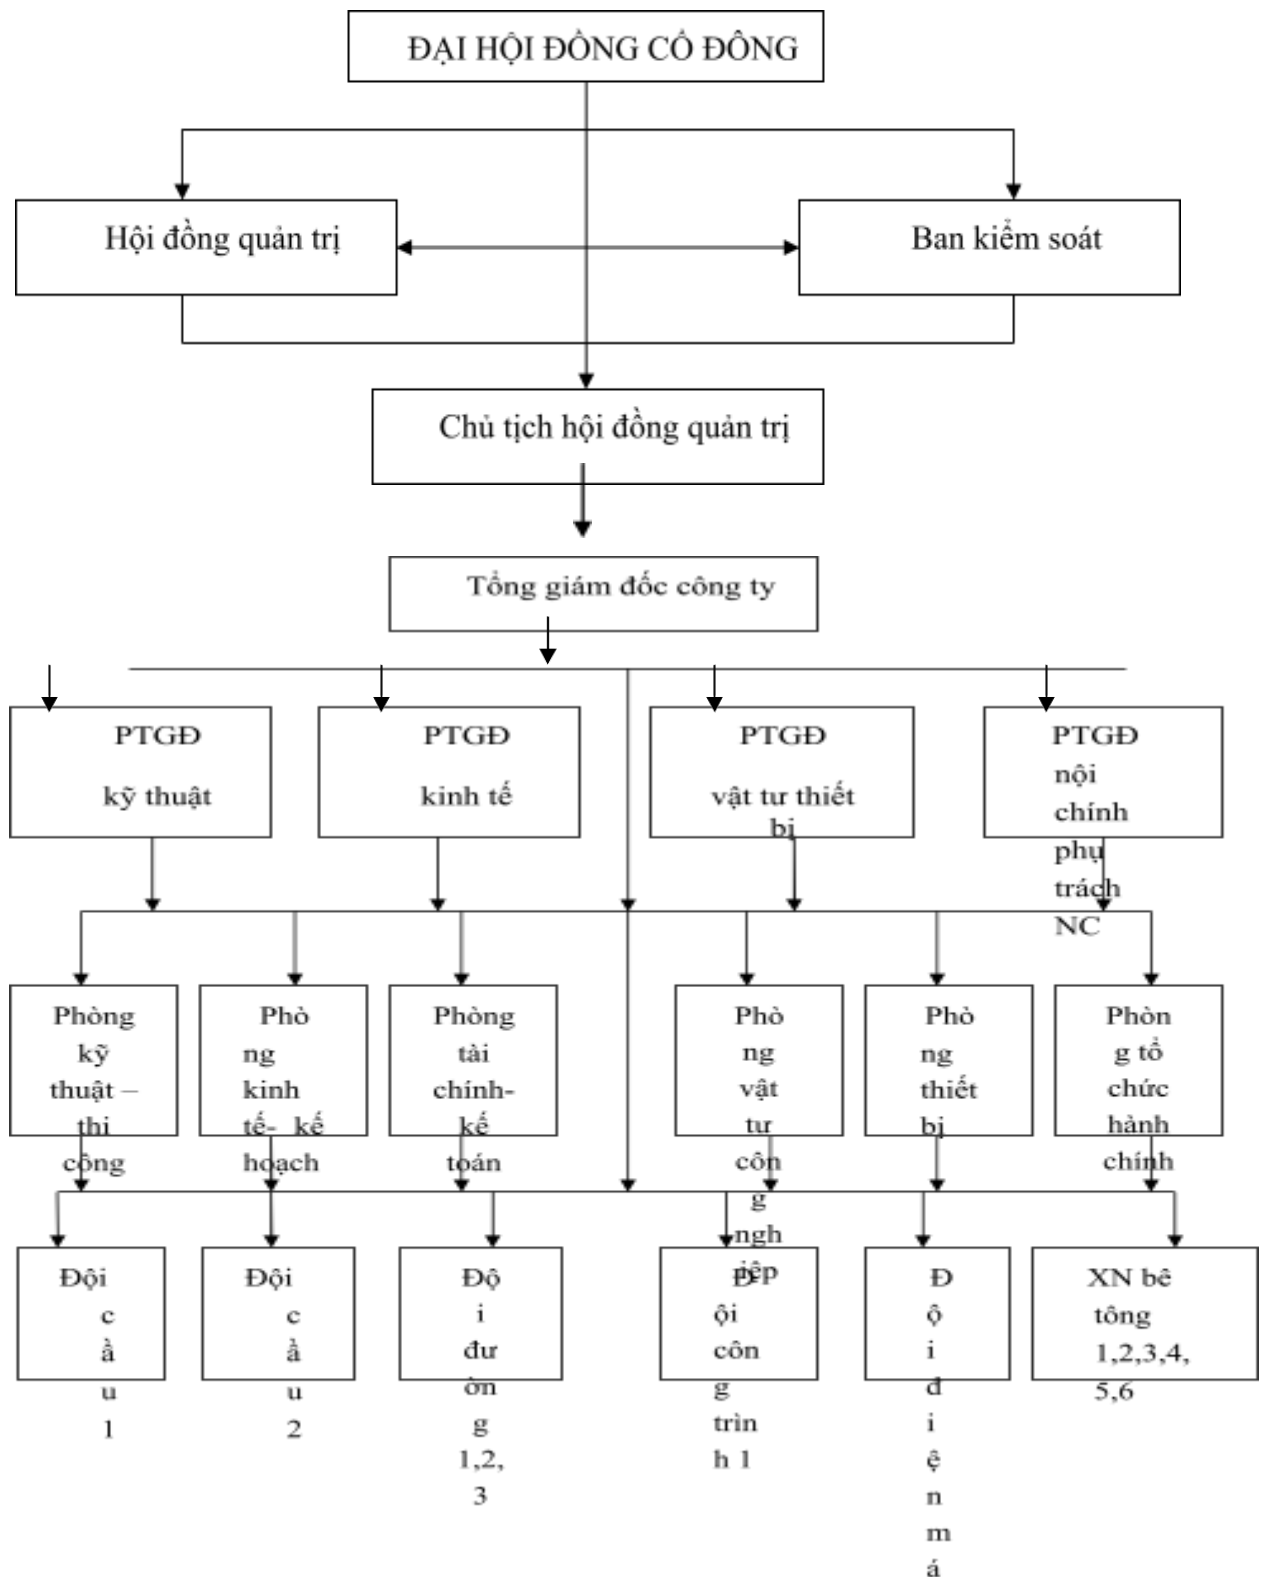 ĐẠI HỘI ĐỒNG CỔ ĐÔNG
Hội đồng quản trị
Ban kiểm soát
Chủ tịch hội đồng quản trị
Tổng giám đốc công ty
PTGĐ
kỹ thuật
PTGĐ
kinh tế
PTGĐ
vật tư thiết
bị
PTGĐ
nội
chính
phụ
trách
NC
Phòng
kỹ
thuật –
thi
công
Phò
ng
kinh
tế- kế
hoạch
Phòng
tài
chính-
kế
toán
Phò
ng
vật
tư
côn
g
ngh
iệp
Phò
ng
thiết
bị
Phòn
g tổ
chức
hành
chính
Đội
c
ầ
u
1
Đội
c
ầ
u
2
Độ
i
đư
ờn
g
1,2,
3
Đ
ội
côn
g
trìn
h 1
Đ
ộ
i
đ
i
ệ
n
m
á
XN bê
tông
1,2,3,4,
5,6